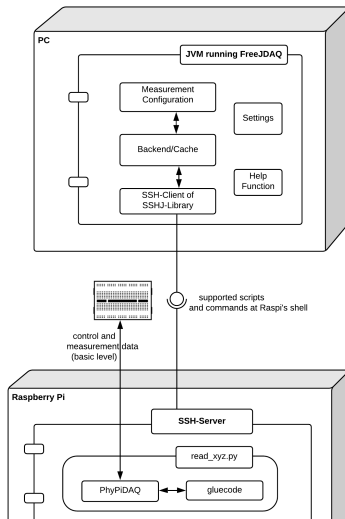 PC
JVM running FreeJDAQ
Measurement
Configuration
Settings
Backend/Cache
Help
Function
SSH-Client of
SSHJ-Library
supported scripts
and commands at Raspi's shell
control and
measurement data
(basic level)
Raspberry Pi
SSH-Server
read_xyz.py
PhyPiDAQ
gluecode